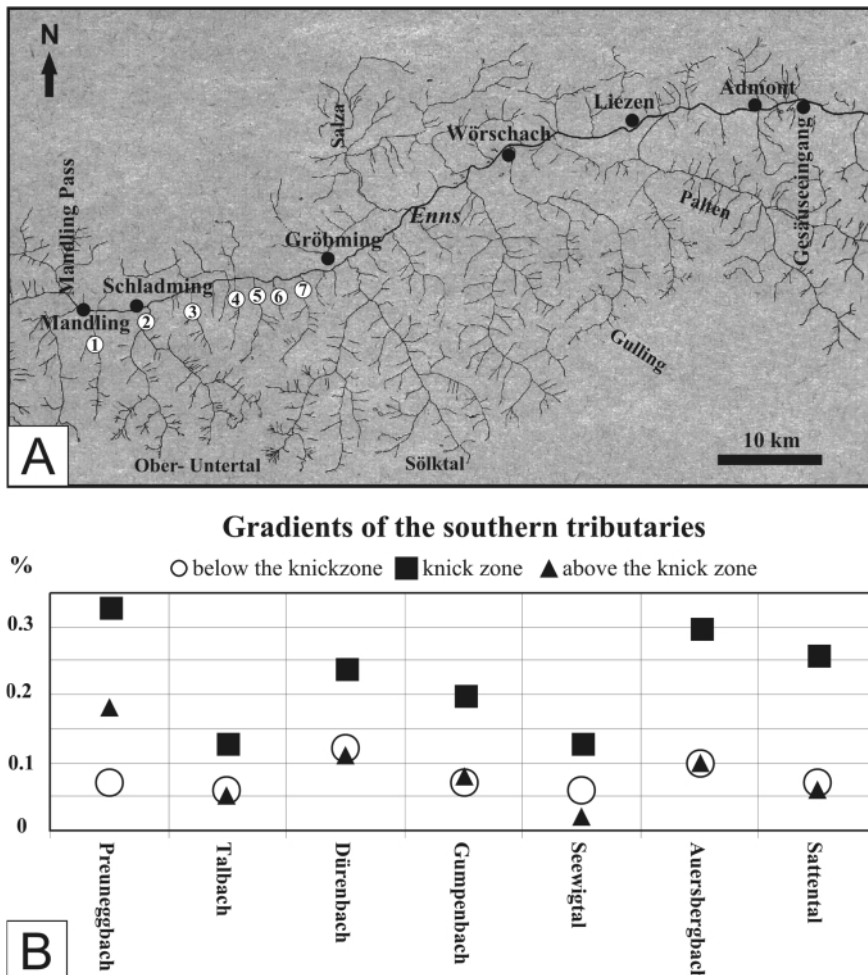 N
Salza
Mandling Pass
Liezen
Admont
Wörschach
Gesäuseeingang
Palten
Enns
Gröbming
Schladming
Mandling
1
2
3
4
5
6
7
Gulling
A
Ober- Untertal
Sölktal
10 km
Gradients of the southern tributaries
%
below the knickzone
knick zone
above the knick zone
0.3
0.2
0.1
0
Preuneggbach
Talbach
Dürenbach
Gumpenbach
Seewigtal
Auersbergbach
Sattental
B